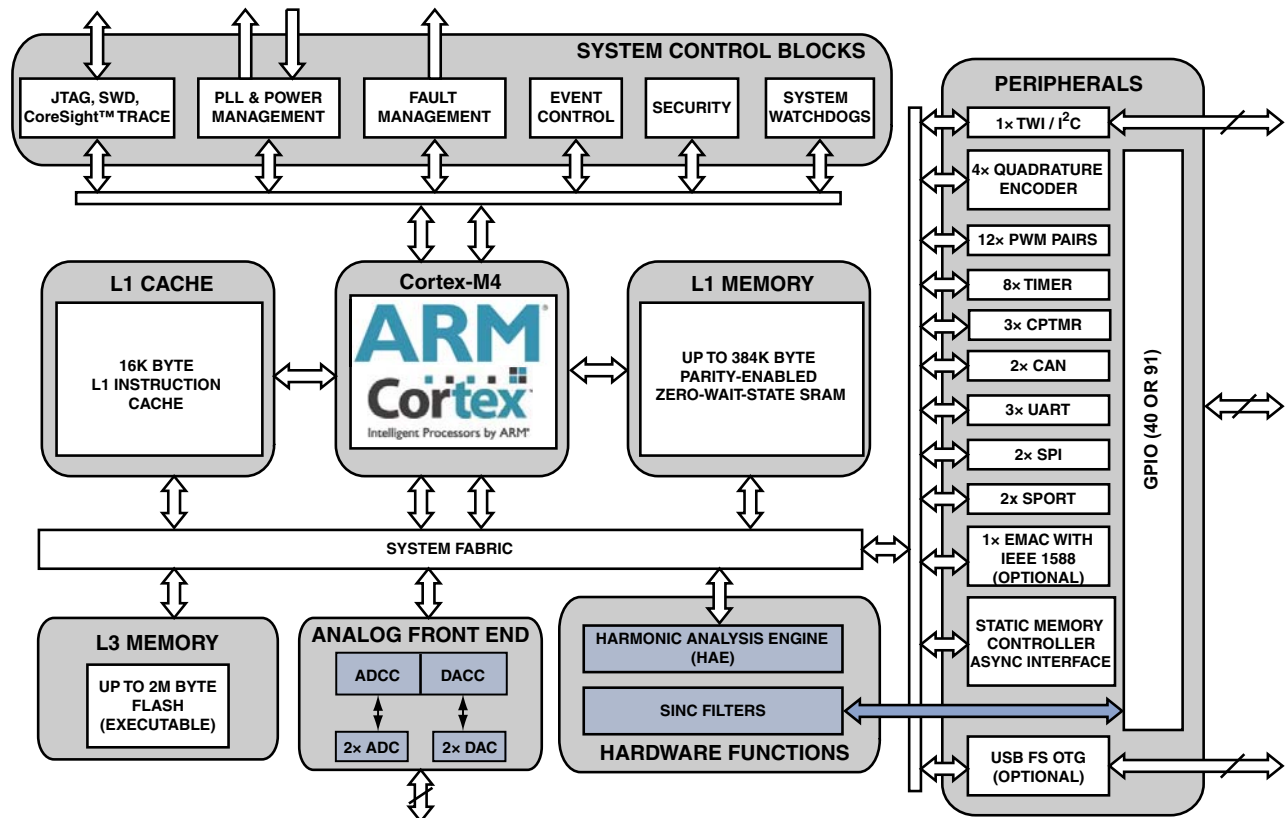 SYSTEM CONTROL BLOCKS
JTAG, SWD,
CoreSight™ TRACE
PLL & POWER
MANAGEMENT
FAULT
MANAGEMENT
EVENT
CONTROL
SECURITY
SYSTEM
WATCHDOGS
L1 CACHE
16K BYTE
L1 INSTRUCTION
CACHE
Cortex-M4
ARM®
Cortex™
Intelligent Processors by ARM®
L1 MEMORY
UP TO 384K BYTE
PARITY-ENABLED
ZERO-WAIT-STATE SRAM
SYSTEM FABRIC
L3 MEMORY
UP TO 2M BYTE
FLASH
(EXECUTABLE)
ANALOG FRONT END
ADCC
DACC
2× ADC
2× DAC
HARMONIC ANALYSIS ENGINE
(HAE)
SINC FILTERS
HARDWARE FUNCTIONS
PERIPHERALS
1× TWI / I²C
4× QUADRATURE
ENCODER
12× PWM PAIRS
8× TIMER
3× CPTMR
2× CAN
3× UART
2× SPI
2x SPORT
1× EMAC WITH
IEEE 1588
(OPTIONAL)
STATIC MEMORY
CONTROLLER
ASYNC INTERFACE
USB FS OTG
(OPTIONAL)
GPIO (40 OR 91)